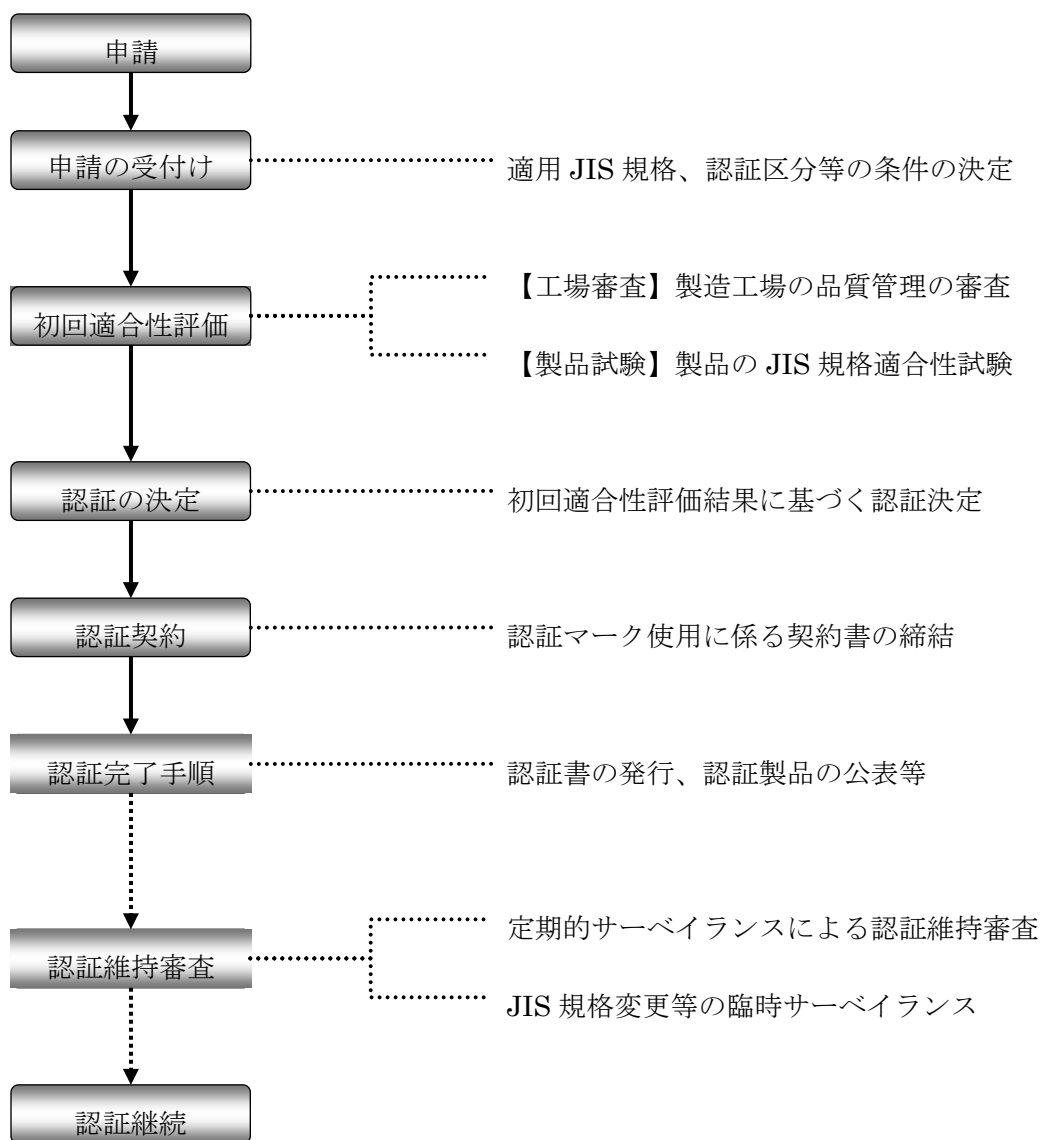 申請
申請の受付け
適用 JIS 規格、認証区分等の条件の決定
初回適合性評価
【工場審査】製造工場の品質管理の審査
【製品試験】製品の JIS 規格適合性試験
認証の決定
初回適合性評価結果に基づく認証決定
認証契約
認証マーク使用に係る契約書の締結
認証完了手順
認証書の発行、認証製品の公表等
認証維持審査
定期的サーベイランスによる認証維持審査
JIS 規格変更等の臨時サーベイランス
認証継続